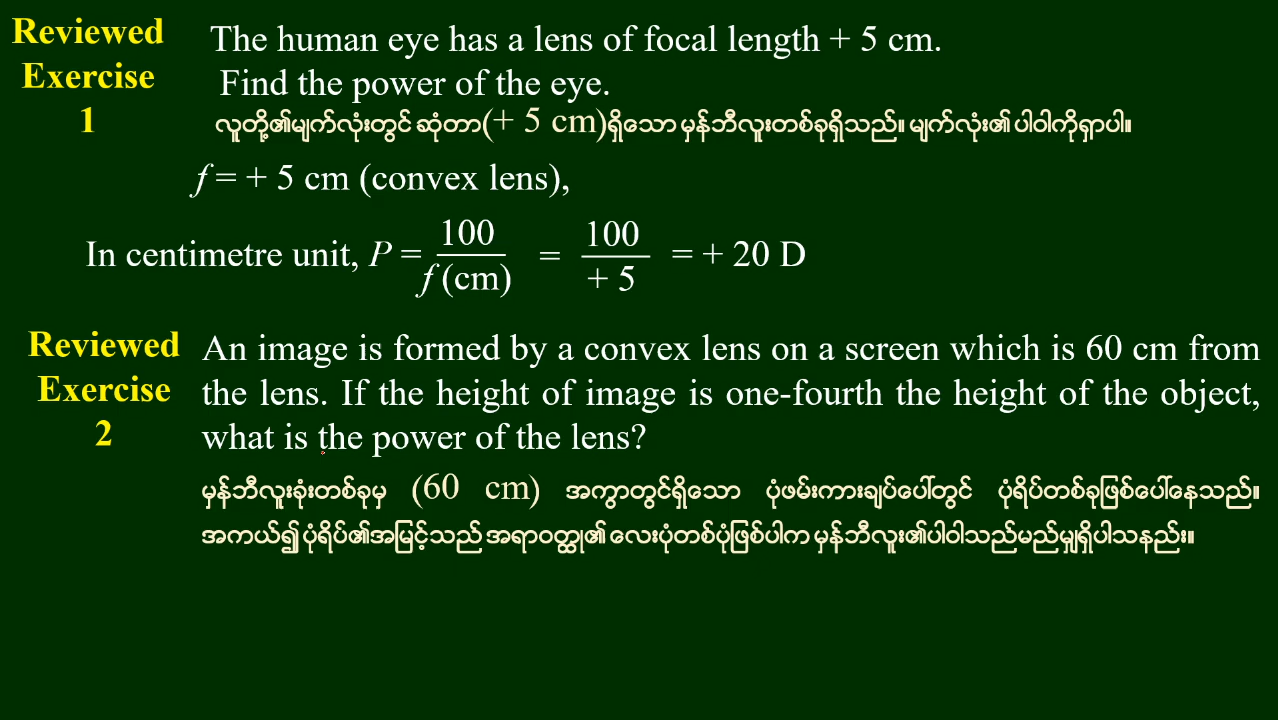 Reviewed
Exercise
1
The human eye has a lens of focal length + 5 cm.
Find the power of the eye.
လူတို့၏မျက်လုံးတွင် ဆုံတာ(+ 5 cm)ရှိသော မှန်ဘီလူးတစ်ခုရှိသည်။ မျက်လုံး၏ ပါဝါကိုရှာပါ။
f = + 5 cm (convex lens),
In centimetre unit, P = 100 / f (cm) = 100 / + 5 = + 20 D
Reviewed
Exercise
2
An image is formed by a convex lens on a screen which is 60 cm from
the lens. If the height of image is one-fourth the height of the object,
what is the power of the lens?
မှန်ဘီလူးခုံးတစ်ခုမှ (60 cm) အကွာတွင်ရှိသော ပုံဖမ်းကားချပ်ပေါ်တွင် ပုံရိပ်တစ်ခုဖြစ်ပေါ်နေသည်။
အကယ်၍ ပုံရိပ်၏အမြင့်သည် အရာဝတ္ထု၏ လေးပုံတစ်ပုံဖြစ်ပါက မှန်ဘီလူး၏ပါဝါသည်မည်မျှရှိပါသနည်း။